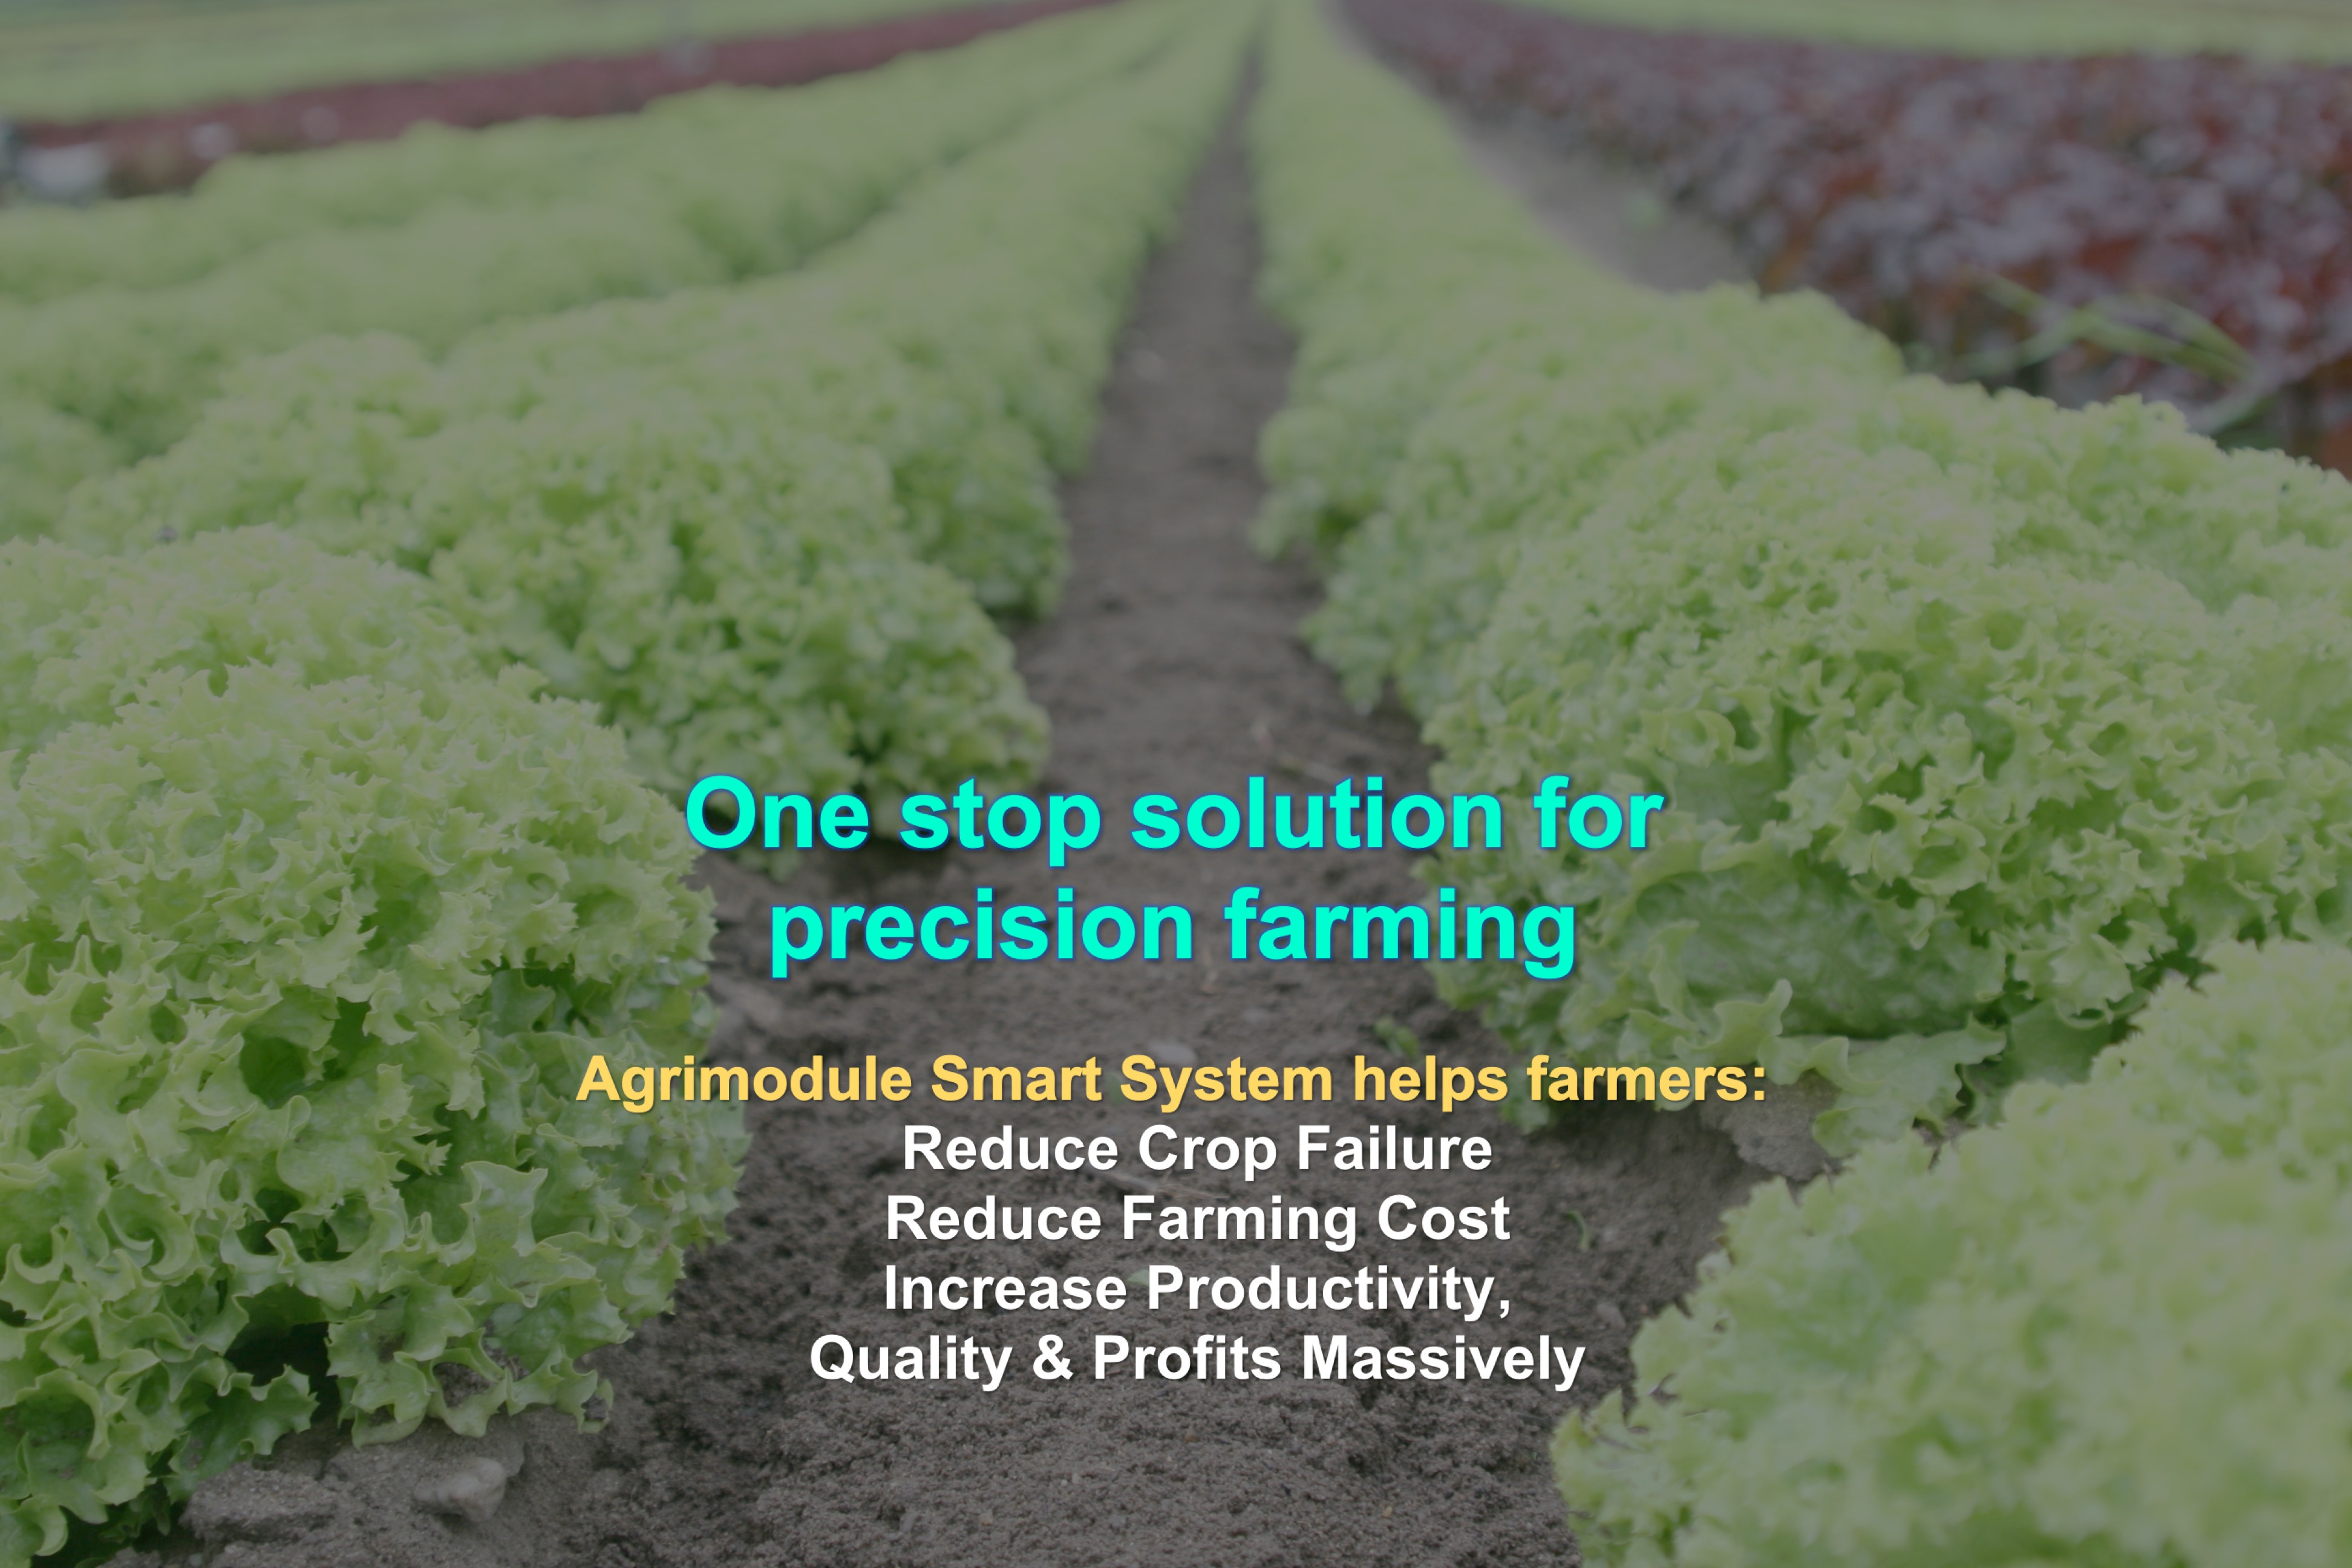 One stop solution for
precision farming
Agrimodule Smart System helps farmers:
Reduce Crop Failure
Reduce Farming Cost
Increase Productivity,
Quality & Profits Massively